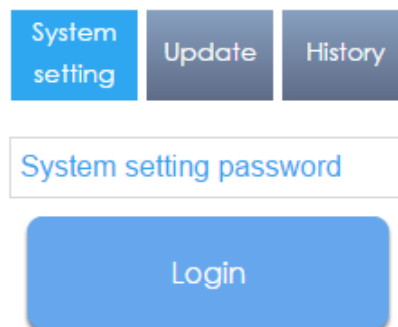 System
setting
Update
History
System setting password
Login